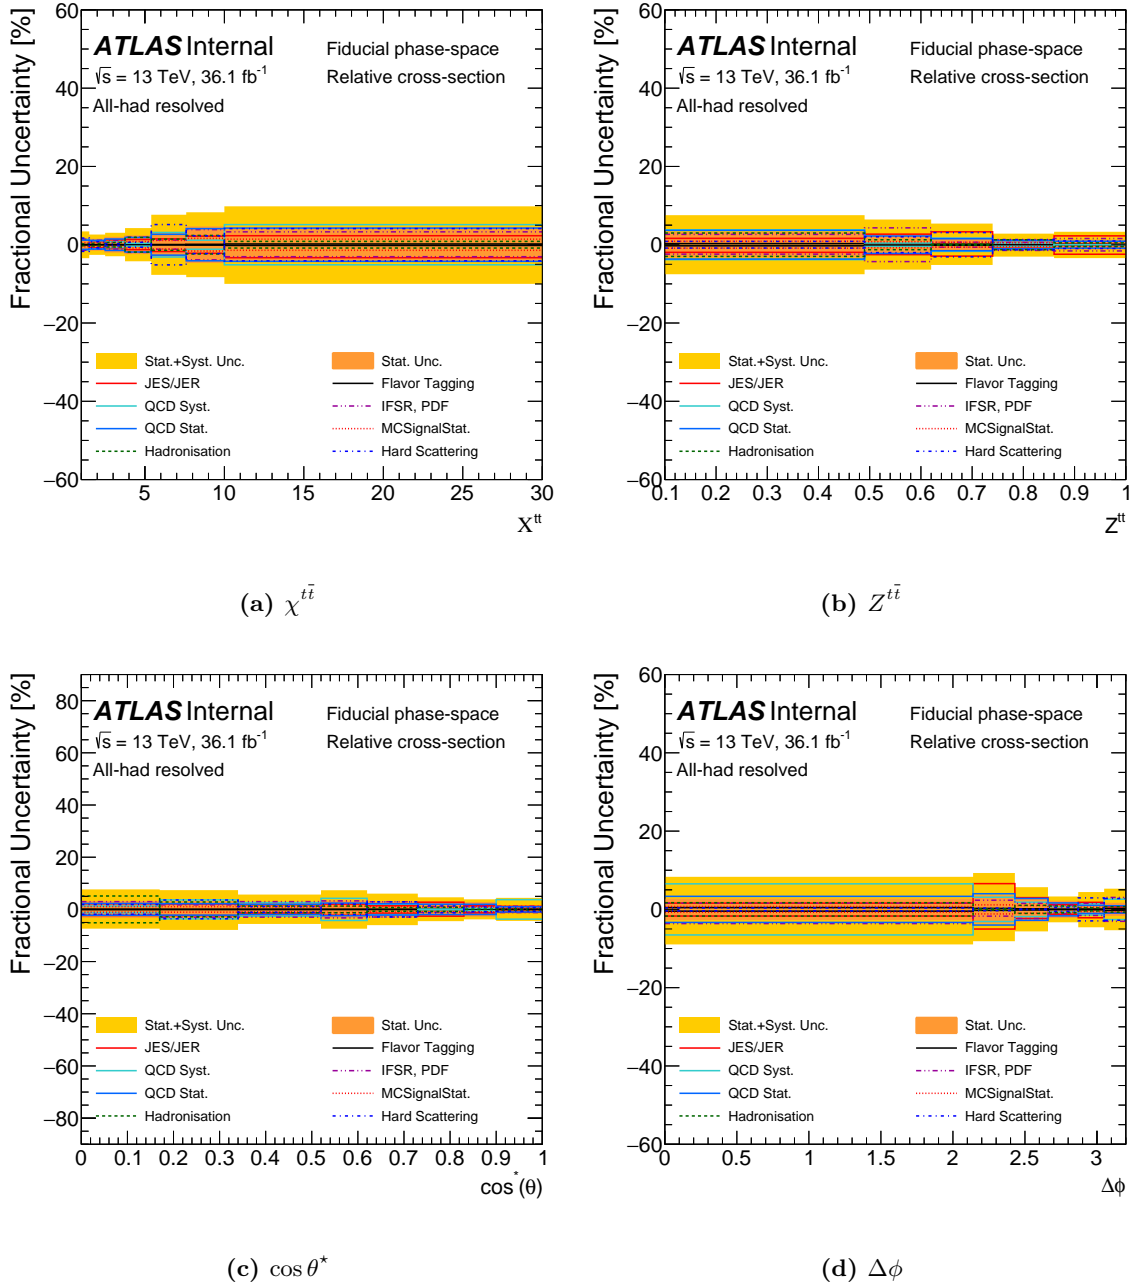 Fractional Uncertainty [%]
60
40
20
0
−20
−40
−60
ATLAS Internal
√s = 13 TeV, 36.1 fb⁻¹
All-had resolved
Fiducial phase-space
Relative cross-section
Stat.+Syst. Unc.
JES/JER
QCD Syst.
QCD Stat.
Hadronisation
Stat. Unc.
Flavor Tagging
IFSR, PDF
MCSignalStat.
Hard Scattering
5 10 15 20 25 30
Χ^tt
(a) χ^{tt̄}
Fractional Uncertainty [%]
60
40
20
0
−20
−40
−60
ATLAS Internal
√s = 13 TeV, 36.1 fb⁻¹
All-had resolved
Fiducial phase-space
Relative cross-section
Stat.+Syst. Unc.
JES/JER
QCD Syst.
QCD Stat.
Hadronisation
Stat. Unc.
Flavor Tagging
IFSR, PDF
MCSignalStat.
Hard Scattering
0.1 0.2 0.3 0.4 0.5 0.6 0.7 0.8 0.9 1
Z^tt
(b) Z^{tt̄}
Fractional Uncertainty [%]
80
60
40
20
0
−20
−40
−60
−80
ATLAS Internal
√s = 13 TeV, 36.1 fb⁻¹
All-had resolved
Fiducial phase-space
Relative cross-section
Stat.+Syst. Unc.
JES/JER
QCD Syst.
QCD Stat.
Hadronisation
Stat. Unc.
Flavor Tagging
IFSR, PDF
MCSignalStat.
Hard Scattering
0 0.1 0.2 0.3 0.4 0.5 0.6 0.7 0.8 0.9 1
cos*(θ)
(c) cos θ⋆
Fractional Uncertainty [%]
60
40
20
0
−20
−40
−60
ATLAS Internal
√s = 13 TeV, 36.1 fb⁻¹
All-had resolved
Fiducial phase-space
Relative cross-section
Stat.+Syst. Unc.
JES/JER
QCD Syst.
QCD Stat.
Hadronisation
Stat. Unc.
Flavor Tagging
IFSR, PDF
MCSignalStat.
Hard Scattering
0 0.5 1 1.5 2 2.5 3
Δϕ
(d) Δϕ